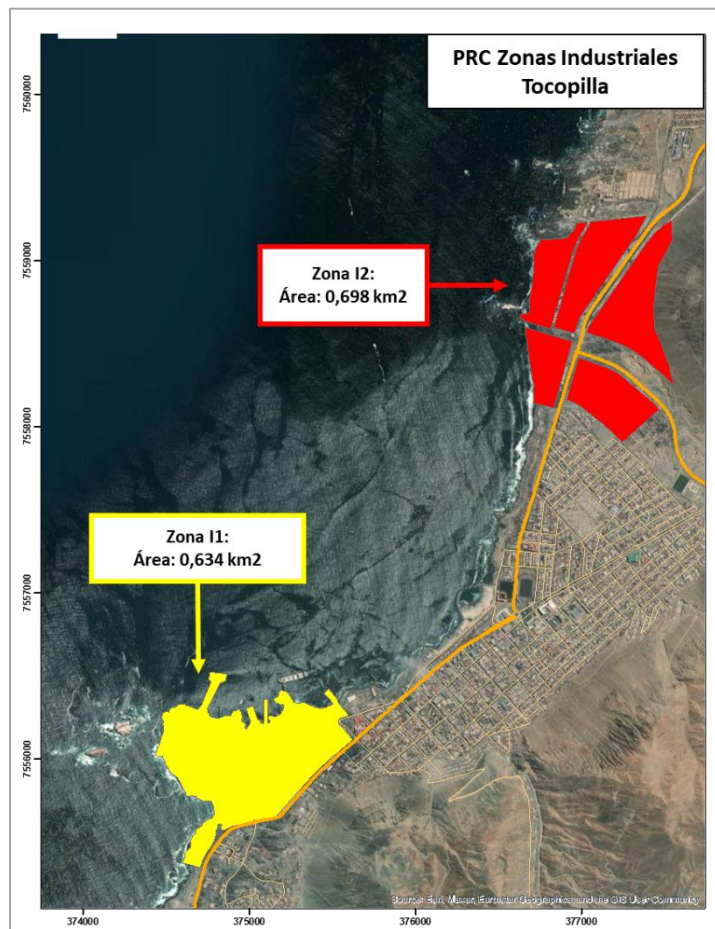 PRC Zonas Industriales
Tocopilla
7560000
7559000
Zona I2:
Área: 0,698 km2
7558000
Zona I1:
Área: 0,634 km2
7557000
7556000
Source: Esri, Maxar, Earthstar Geographics, and the GIS User Community
374000
375000
376000
377000